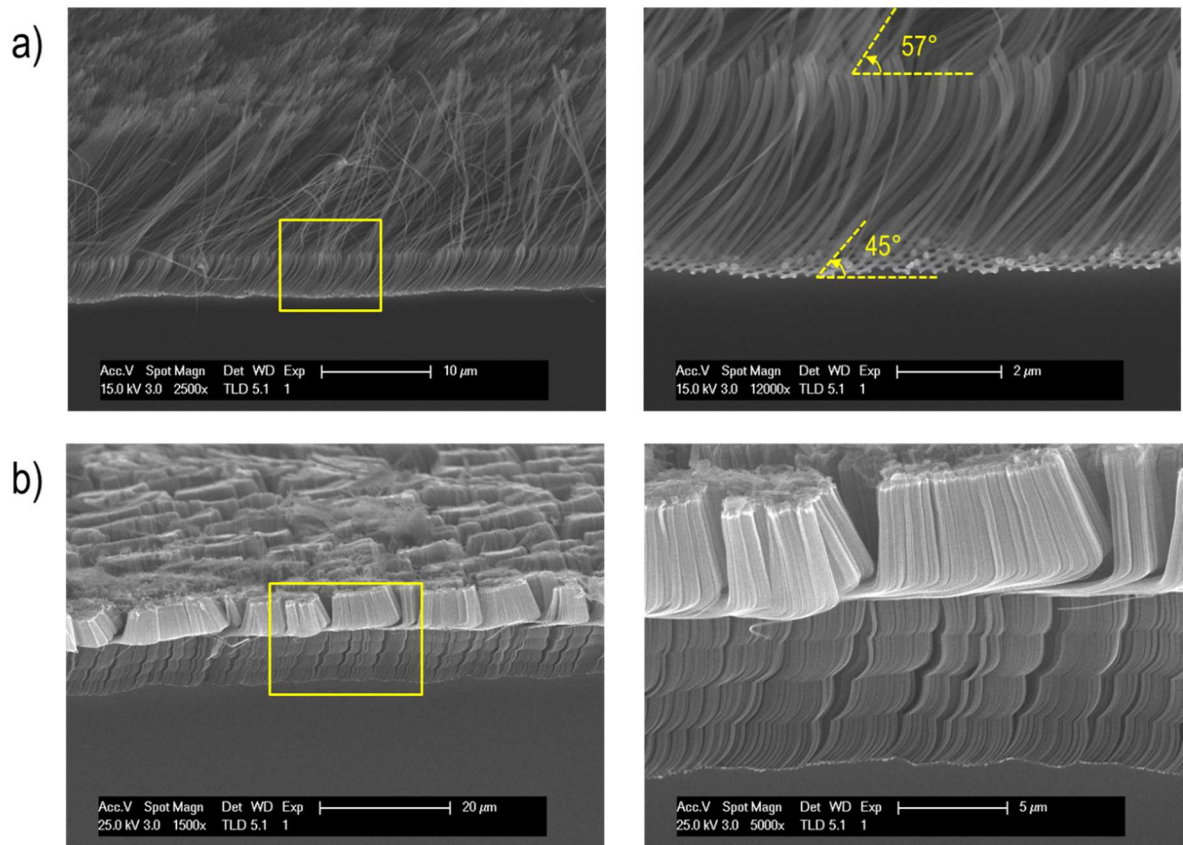 a)
57°
45°
Acc.V Spot Magn Det WD Exp 10 µm
15.0 kV 3.0 2500x TLD 5.1 1
Acc.V Spot Magn Det WD Exp 2 µm
15.0 kV 3.0 12000x TLD 5.1 1
b)
Acc.V Spot Magn Det WD Exp 20 µm
25.0 kV 3.0 1500x TLD 5.1 1
Acc.V Spot Magn Det WD Exp 5 µm
25.0 kV 3.0 5000x TLD 5.1 1